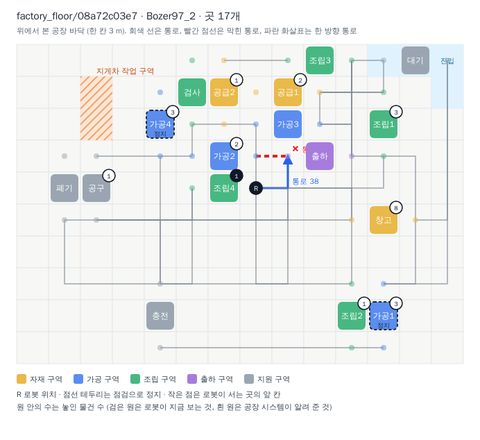 factory_floor/08a72c03e7 · Bozer97_2 · 곳 17개
위에서 본 공장 바닥 (한 칸 3 m). 회색 선은 통로, 빨간 점선은 막힌 통로, 파란 화살표는 한 방향 통로
조립3
대기
진입
지게차 작업 구역
검사
공급2
1
공급1
2
가공4
정지
3
가공3
조립1
3
가공2
2
출하
폐기
공구
1
조립4
1
R
통로 38
창고
8
충전
조립2
1
가공1
정지
3
자재 구역
가공 구역
조립 구역
출하 구역
지원 구역
R 로봇 위치 · 점선 테두리는 점검으로 정지 · 작은 점은 로봇이 서는 곳의 앞 칸
원 안의 수는 놓인 물건 수 (검은 원은 로봇이 지금 보는 것, 흰 원은 공장 시스템이 알려 준 것)